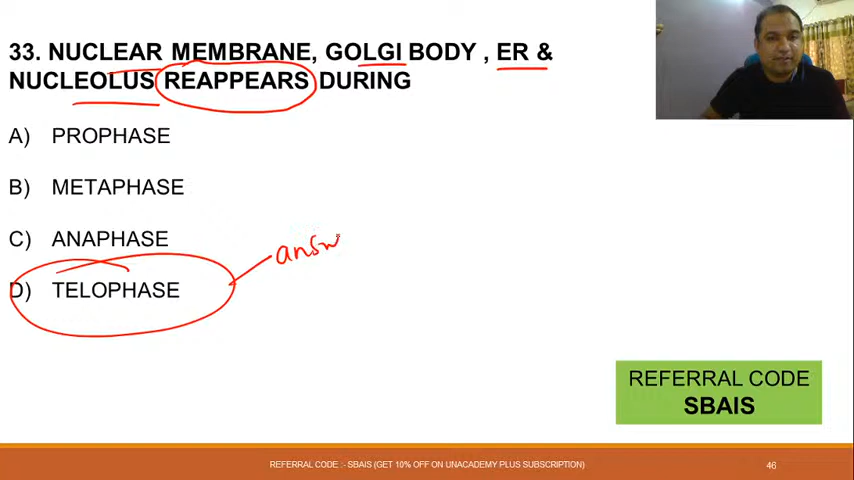 33. NUCLEAR MEMBRANE, GOLGI BODY , ER &
NUCLEOLUS REAPPEARS DURING
A) PROPHASE
B) METAPHASE
C) ANAPHASE
D) TELOPHASE
answ
REFERRAL CODE
SBAIS
REFERRAL CODE :- SBAIS (GET 10% OFF ON UNACADEMY PLUS SUBSCRIPTION)
46